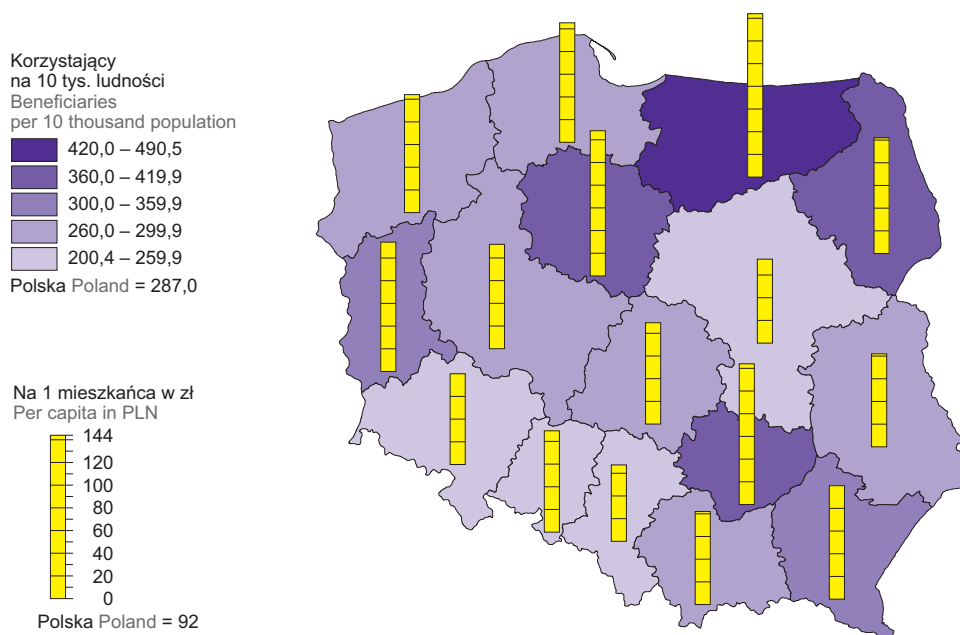 Korzystający
na 10 tys. ludności
Beneficiaries
per 10 thousand population
420,0 – 490,5
360,0 – 419,9
300,0 – 359,9
260,0 – 299,9
200,4 – 259,9
Polska Poland = 287,0
Na 1 mieszkańca w zł
Per capita in PLN
144
120
100
80
60
40
20
0
Polska Poland = 92